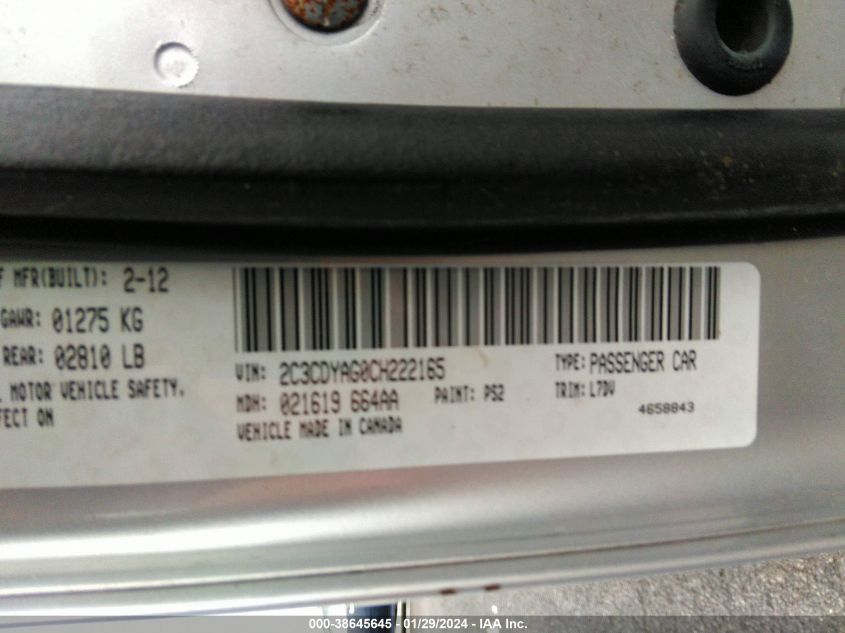 F MFR(BUILT): 2-12
GAWR: 01275 KG
REAR: 02810 LB
MOTOR VEHICLE SAFETY,
FECT ON
VIN: 2C3CDYAG0CH222165 TYPE: PASSENGER CAR
MDH: 021619 664AA PAINT: PS2 TRIM: L7DV
VEHICLE MADE IN CANADA 4658843
000-38645645 - 01/29/2024 - IAA Inc.